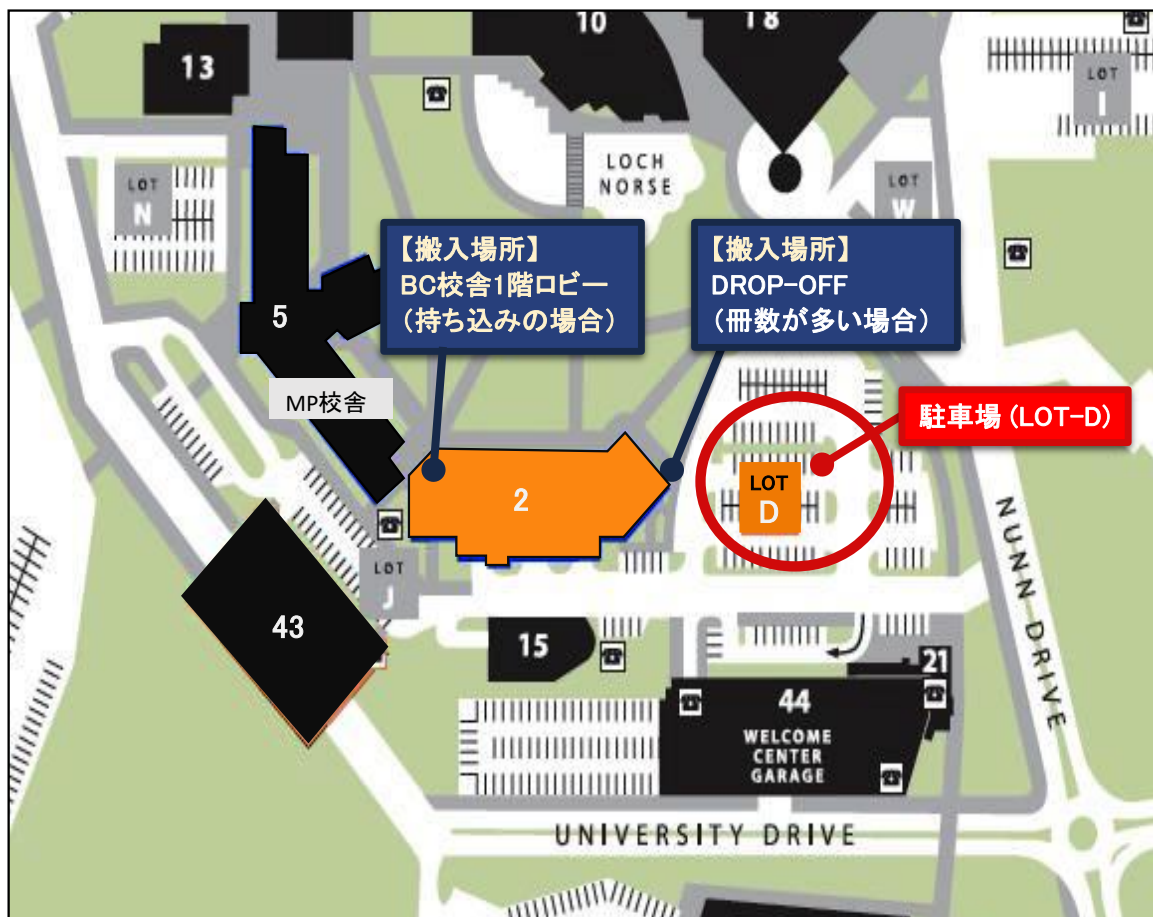 10
18
13
LOT
I
LOCH
NORSE
LOT
N
LOT
W
【搬入場所】
BC校舎1階ロビー
（持ち込みの場合）
【搬入場所】
DROP-OFF
（冊数が多い場合）
5
MP校舎
駐車場 (LOT-D)
2
LOT
D
NUNN DRIVE
LOT
J
43
15
21
44
WELCOME
CENTER
GARAGE
UNIVERSITY DRIVE